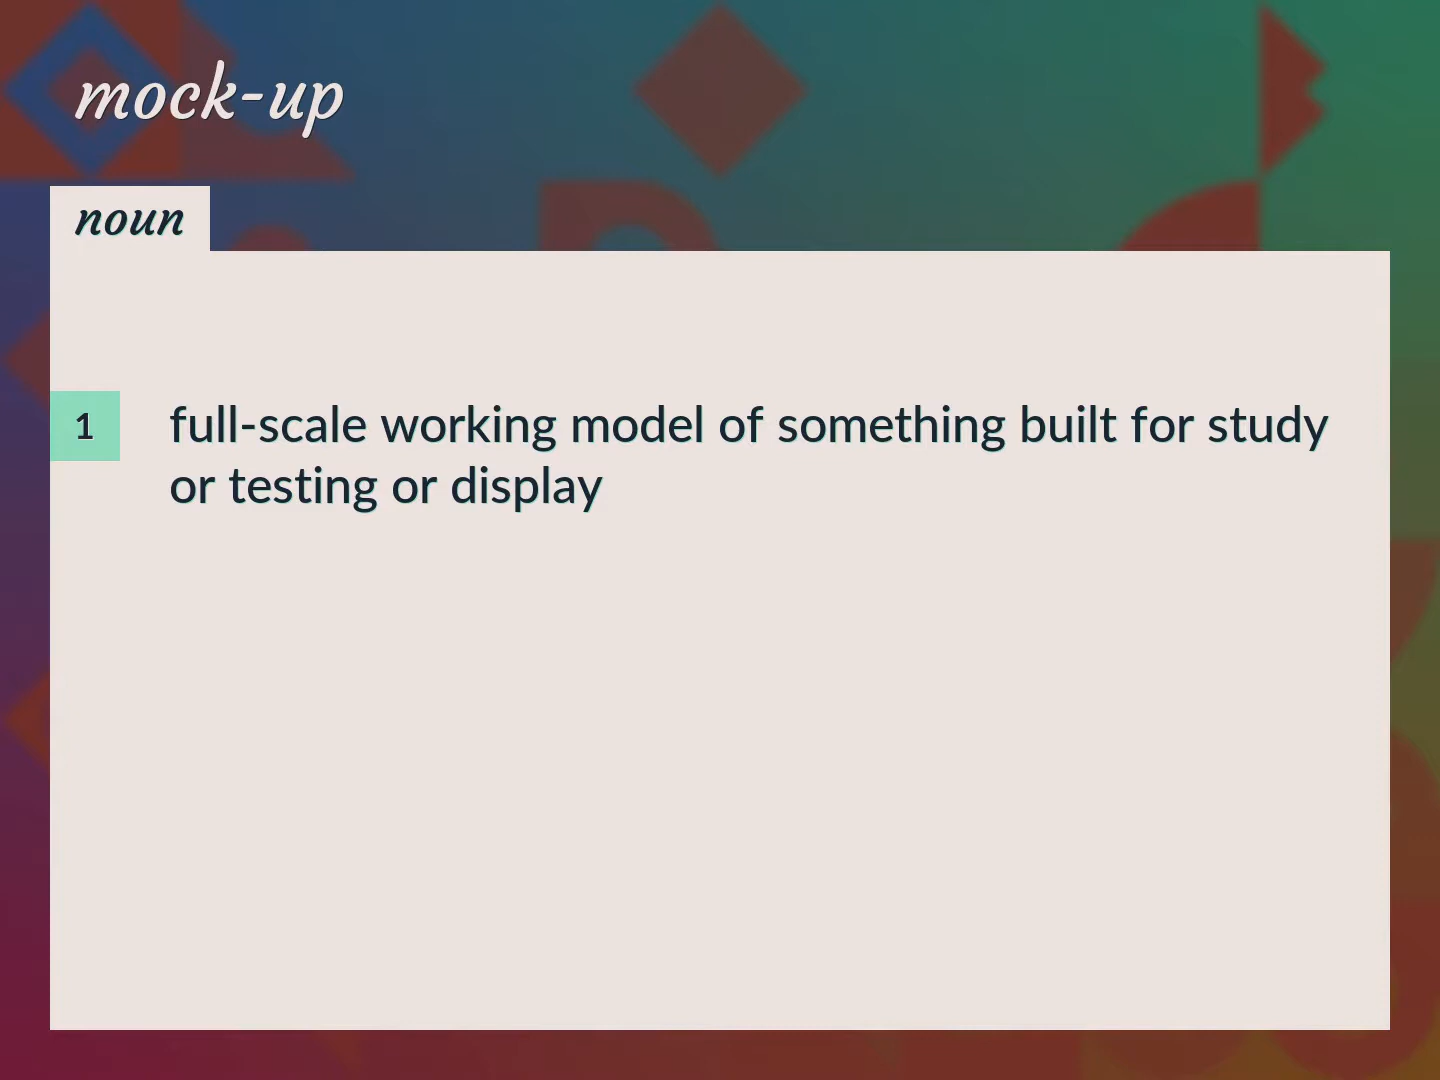 mock-up
noun
1 full-scale working model of something built for study
or testing or display